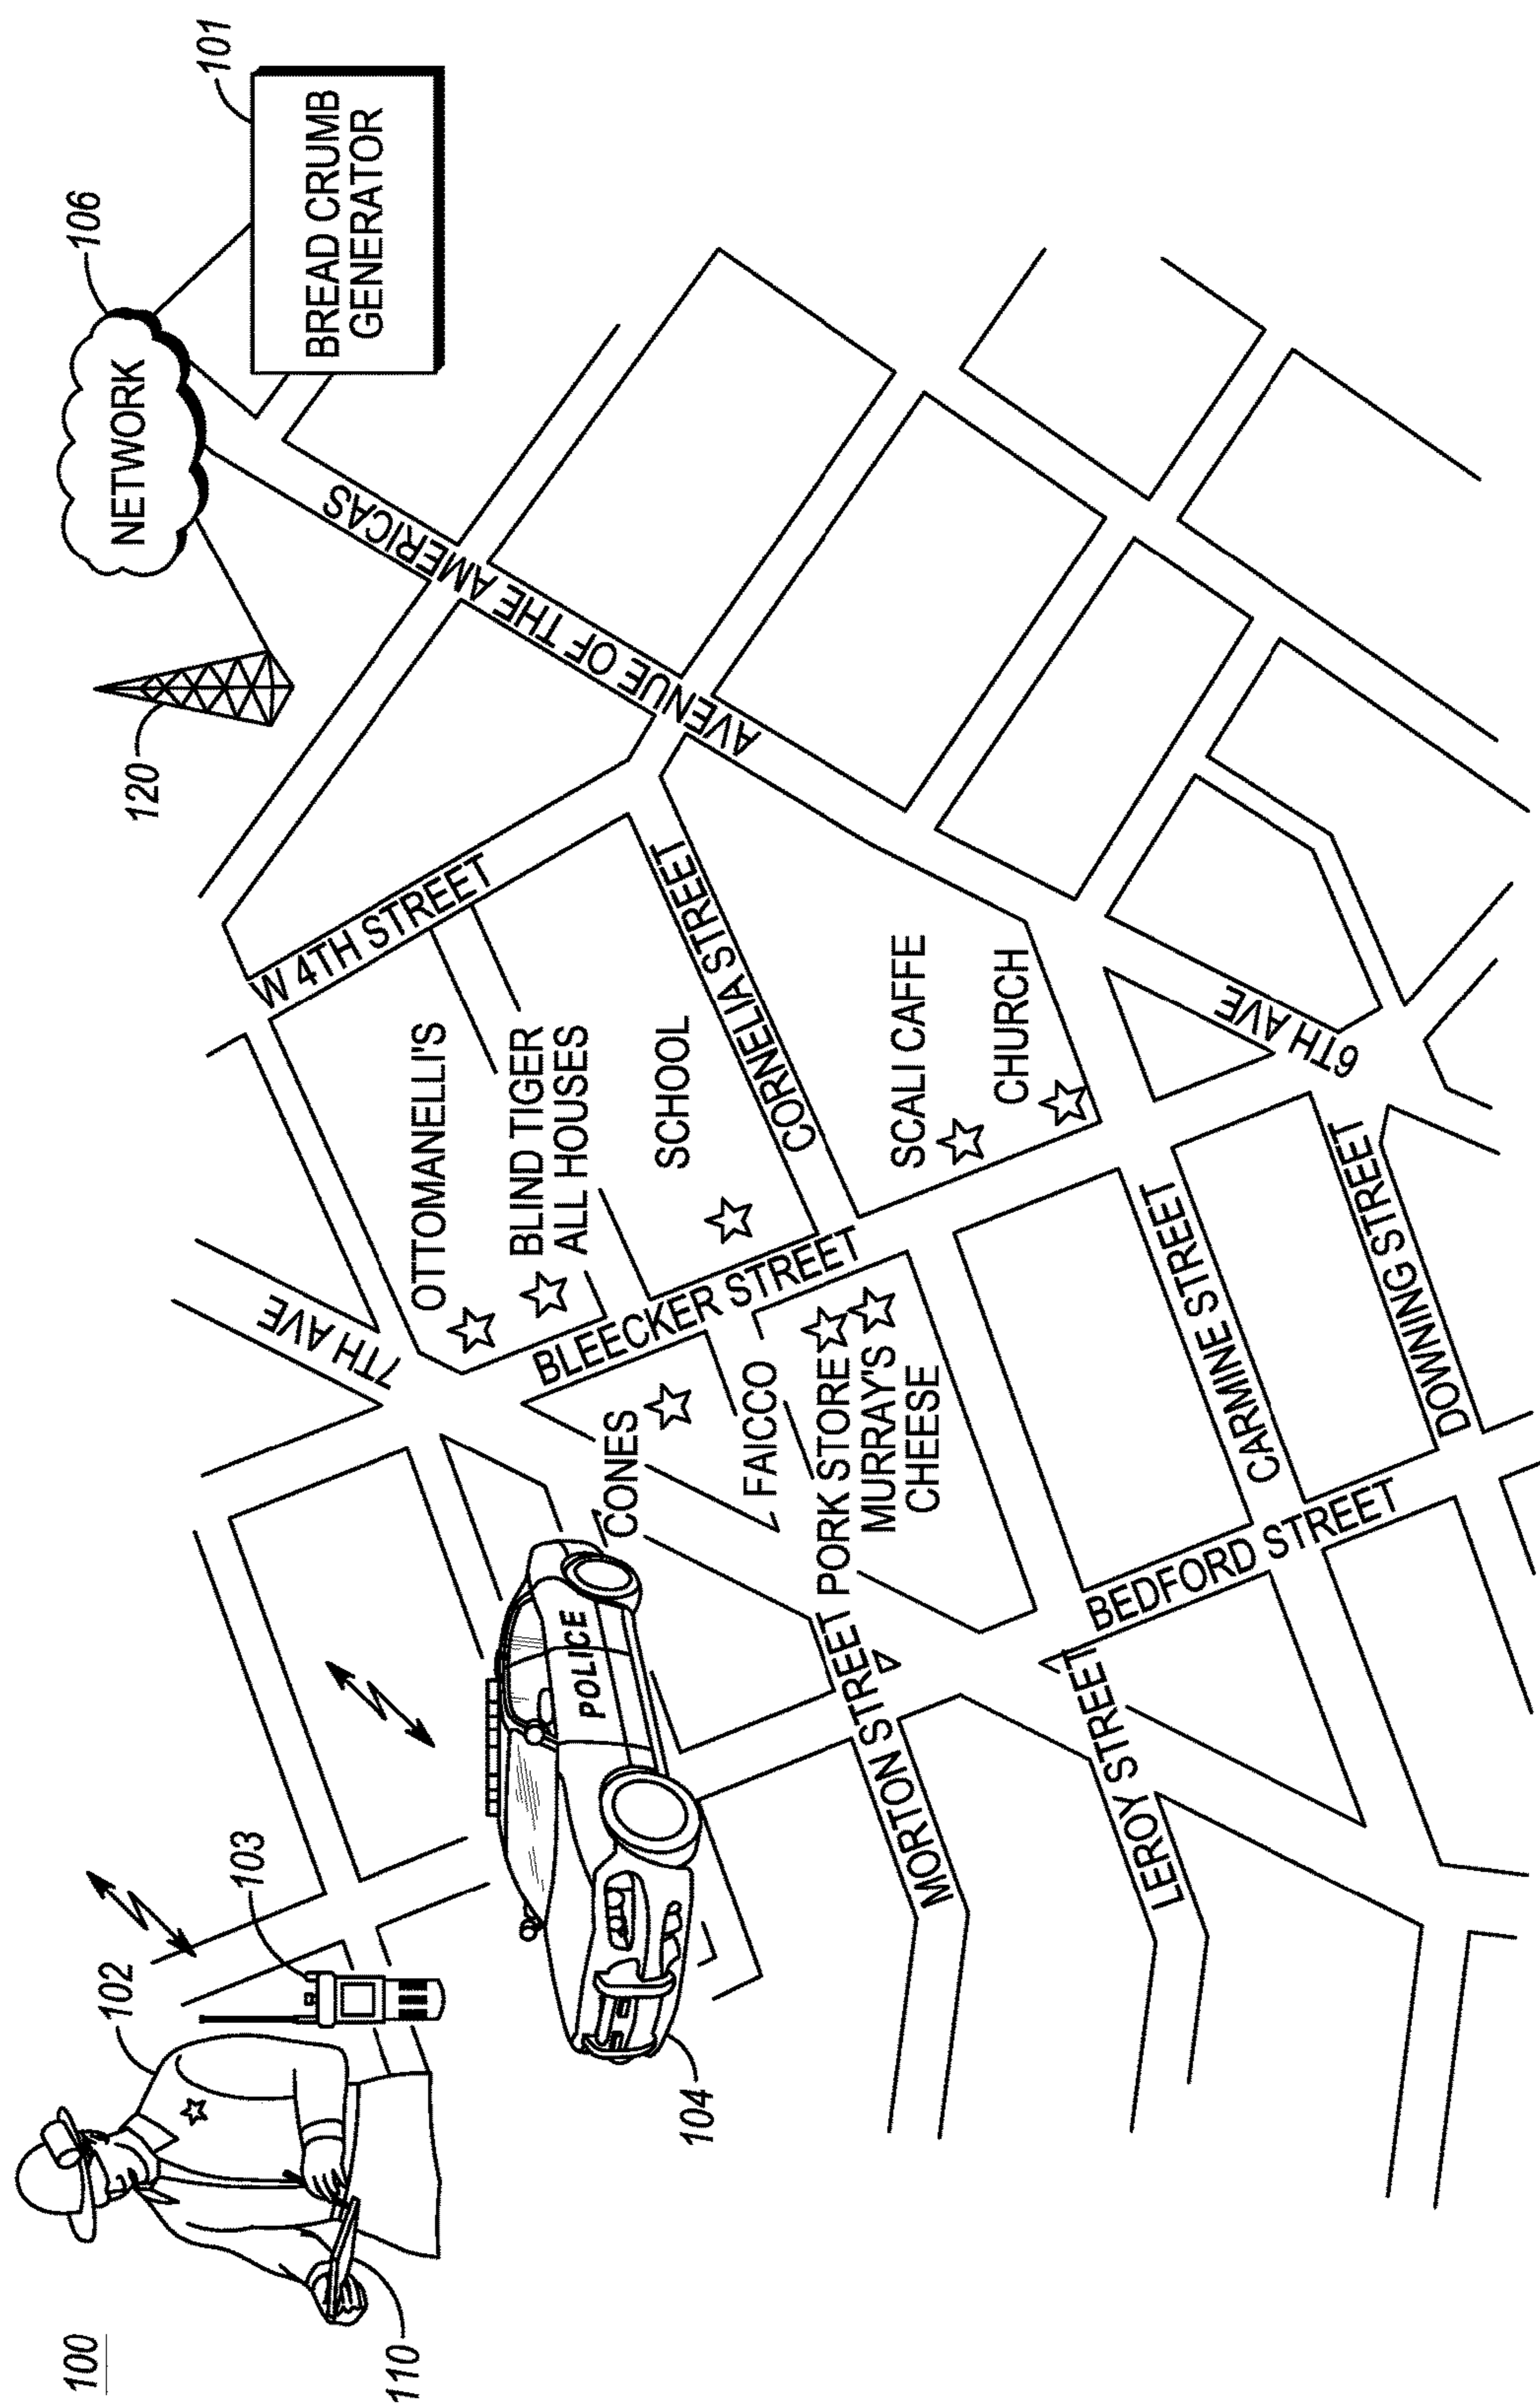 100
110
102
103
104
120
106
NETWORK
101
BREAD CRUMB
GENERATOR
7TH AVE
W 4TH STREET
AVENUE OF THE AMERICAS
OTTOMANELLI'S
BLIND TIGER
ALL HOUSES
SCHOOL
CORNELIA STREET
BLEECKER STREET
CONES
POLICE
FAICCO
PORK STORE
MURRAY'S
CHEESE
SCALI CAFFE
CHURCH
6TH AVE
MORTON STREET
LEROY STREET
BEDFORD STREET
CARMINE STREET
DOWNING STREET